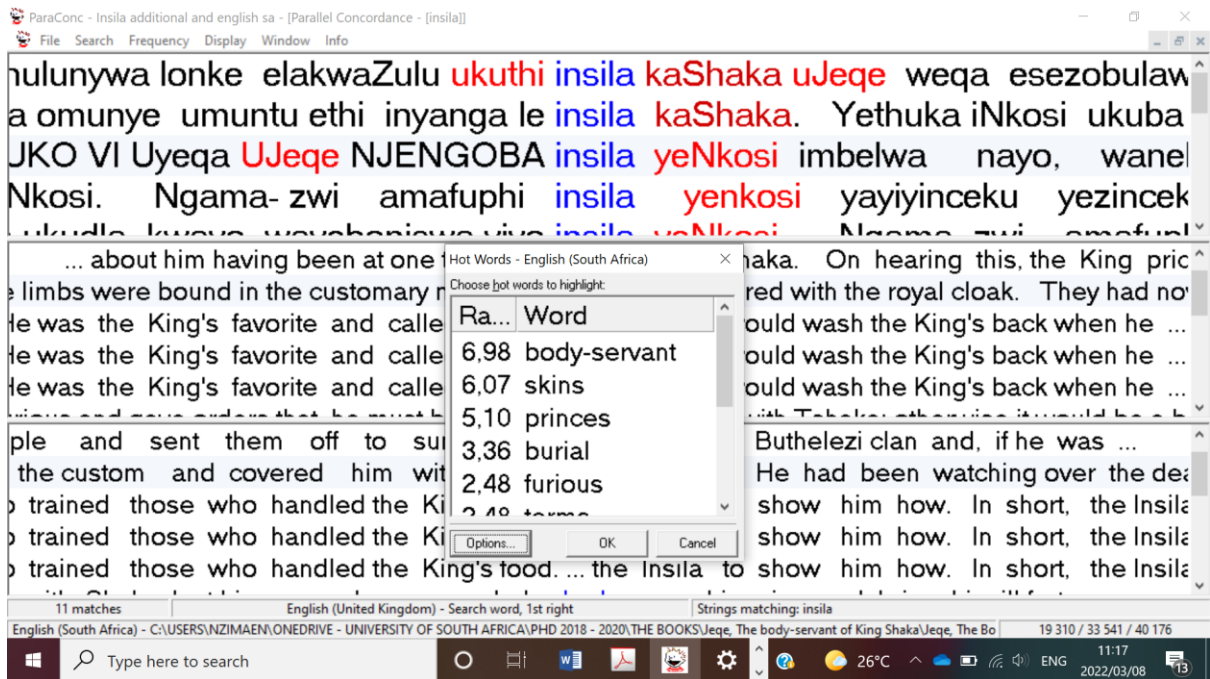 ParaConc - Insila additional and english sa - [Parallel Concordance - [insila]]
File Search Frequency Display Window Info
nulunywa lonke elakwaZulu ukuthi insila kaShaka uJeqe weqa esezobulaw
a omunye umuntu ethi inyanga le insila kaShaka. Yethuka iNkosi ukuba
UKO VI Uyeqa UJeqe NJENGOBA insila yeNkosi imbelwa nayo, wanel
Nkosi. Ngama- zwi amafuphi insila yenkosi yayiyinceku yezincek
insila yeNkosi Ngama- zwi
... about him having been at one haka. On hearing this, the King pric
limbs were bound in the customary red with the royal cloak. They had no
He was the King's favorite and calle ould wash the King's back when he ...
He was the King's favorite and calle ould wash the King's back when he ...
He was the King's favorite and calle ould wash the King's back when he ...
ple and sent them off to su Buthelezi clan and, if he was ...
the custom and covered him wit He had been watching over the dea
trained those who handled the Ki show him how. In short, the Insila
trained those who handled the Ki show him how. In short, the Insila
trained those who handled the King's food. ... the Insila to show him how. In short, the Insila
Hot Words - English (South Africa)
Choose hot words to highlight:
Ra... Word
6,98 body-servant
6,07 skins
5,10 princes
3,36 burial
2,48 furious
2,48 terms
Options... OK Cancel
11 matches English (United Kingdom) - Search word, 1st right Strings matching: insila
English (South Africa) - C:\USERS\NZIMAEN\ONEDRIVE - UNIVERSITY OF SOUTH AFRICA\PHD 2018 - 2020\THE BOOKS\Jeqe, The body-servant of King Shaka\Jeqe, The Bo 19 310 / 33 541 / 40 176
Type here to search 26°C ENG 11:17
2022/03/08
13